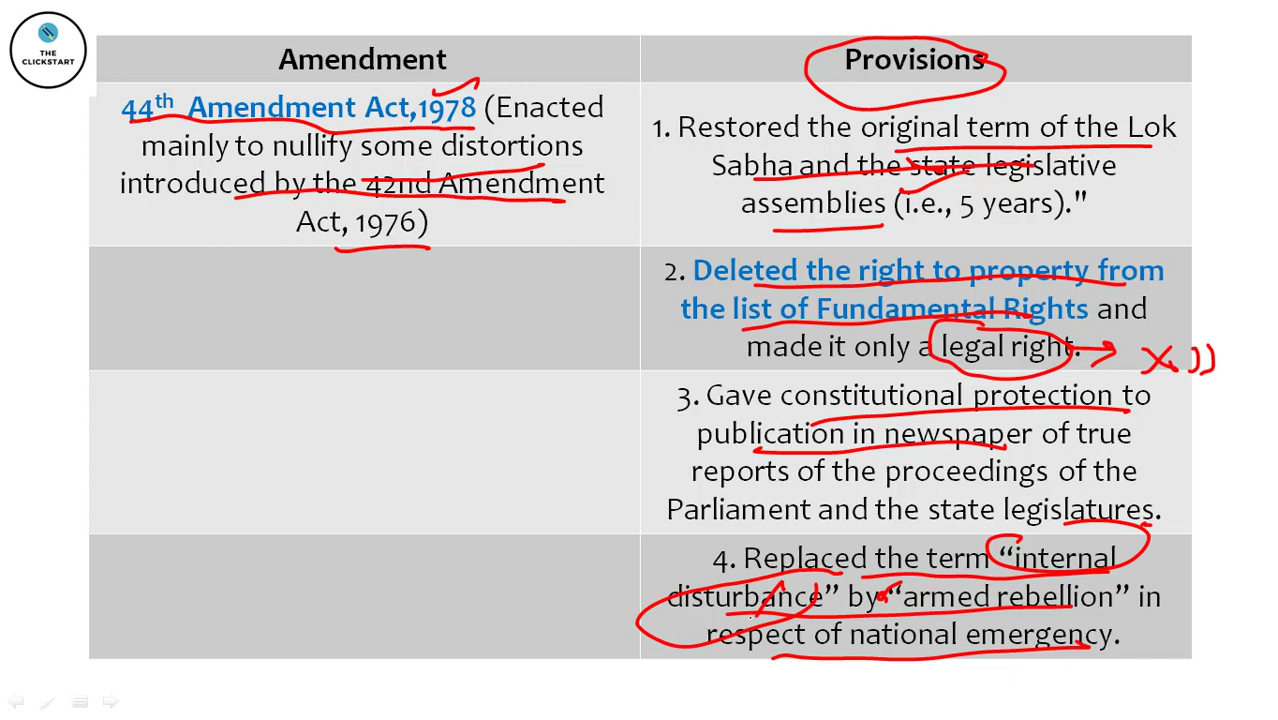 THE
CLICKSTART
Amendment
Provisions
44th Amendment Act,1978 (Enacted
mainly to nullify some distortions
introduced by the 42nd Amendment
Act, 1976)
1. Restored the original term of the Lok
Sabha and the state legislative
assemblies (i.e., 5 years)."
2. Deleted the right to property from
the list of Fundamental Rights and
made it only a legal right.
3. Gave constitutional protection to
publication in newspaper of true
reports of the proceedings of the
Parliament and the state legislatures.
4. Replaced the term “internal
disturbance” by “armed rebellion” in
respect of national emergency.